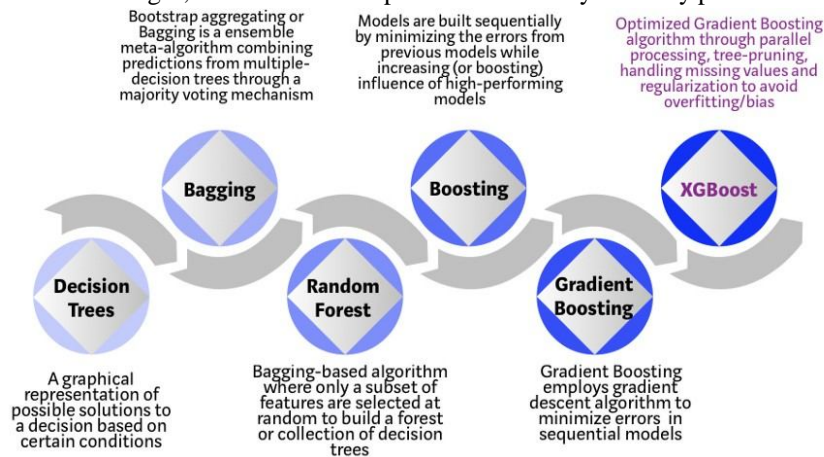 Bootstrap aggregating or
Bagging is a ensemble
meta-algorithm combining
predictions from multiple-
decision trees through a
majority voting mechanism
Models are built sequentially
by minimizing the errors from
previous models while
increasing (or boosting)
influence of high-performing
models
Optimized Gradient Boosting
algorithm through parallel
processing, tree-pruning,
handling missing values and
regularization to avoid
overfitting/bias
Bagging
Boosting
XGBoost
Decision
Trees
Random
Forest
Gradient
Boosting
A graphical
representation of
possible solutions to
a decision based on
certain conditions
Bagging-based algorithm
where only a subset of
features are selected at
random to build a forest
or collection of decision
trees
Gradient Boosting
employs gradient
descent algorithm to
minimize errors in
sequential models